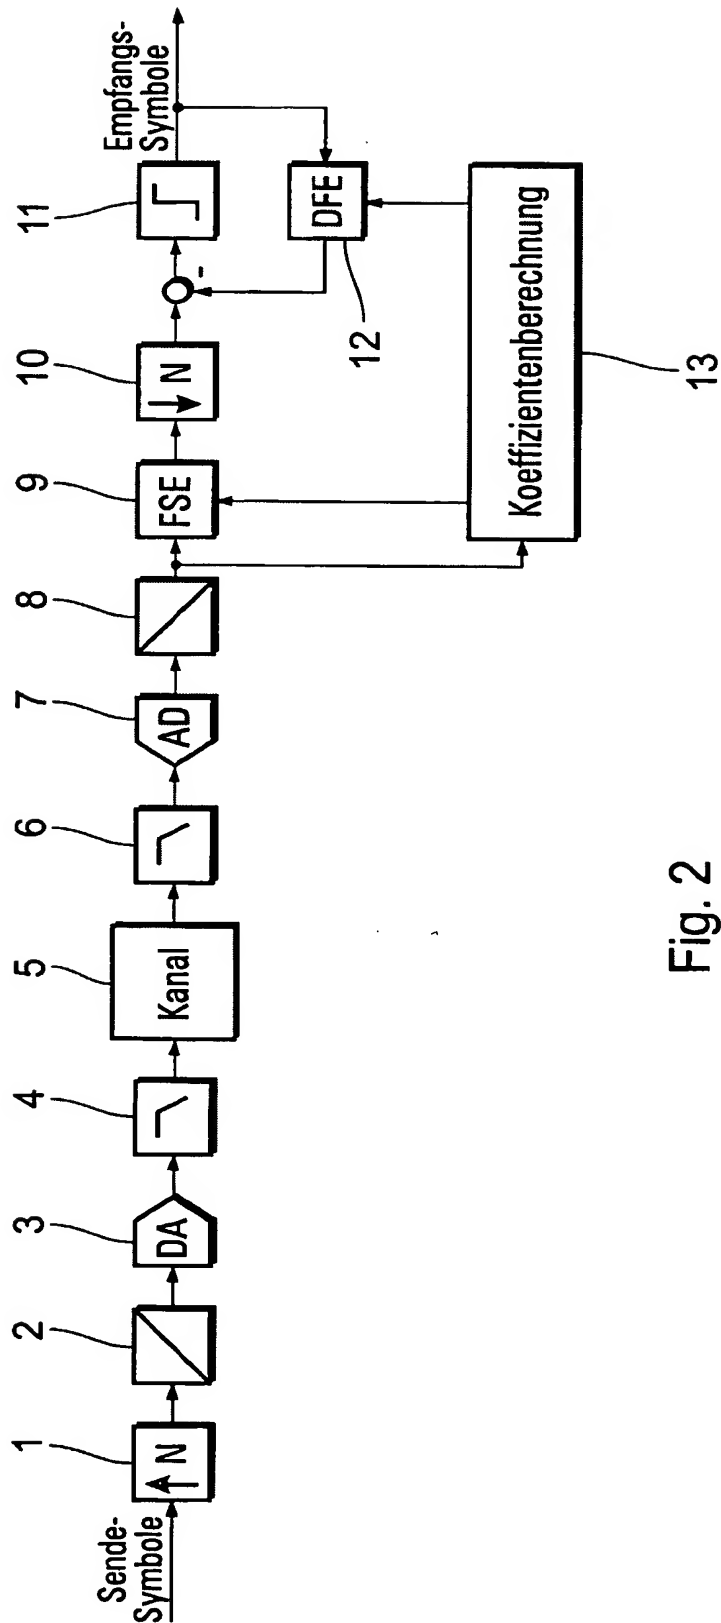 Sende-
Symbole
1
↑ N
2
3
DA
4
5
Kanal
6
7
AD
8
9
FSE
10
↓ N
11
Empfangs-
Symbole
-
DFE
12
Koeffizientenberechnung
13
Fig. 2